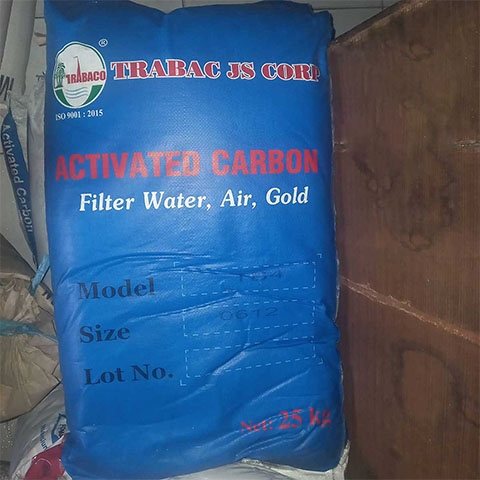 ®
TRABACO
TRABAC JS CORP
ISO 9001 : 2015
ACTIVATED CARBON
Filter Water, Air, Gold
Model
Size 0612
Lot No.
Net: 25 kg
Activated Carbon